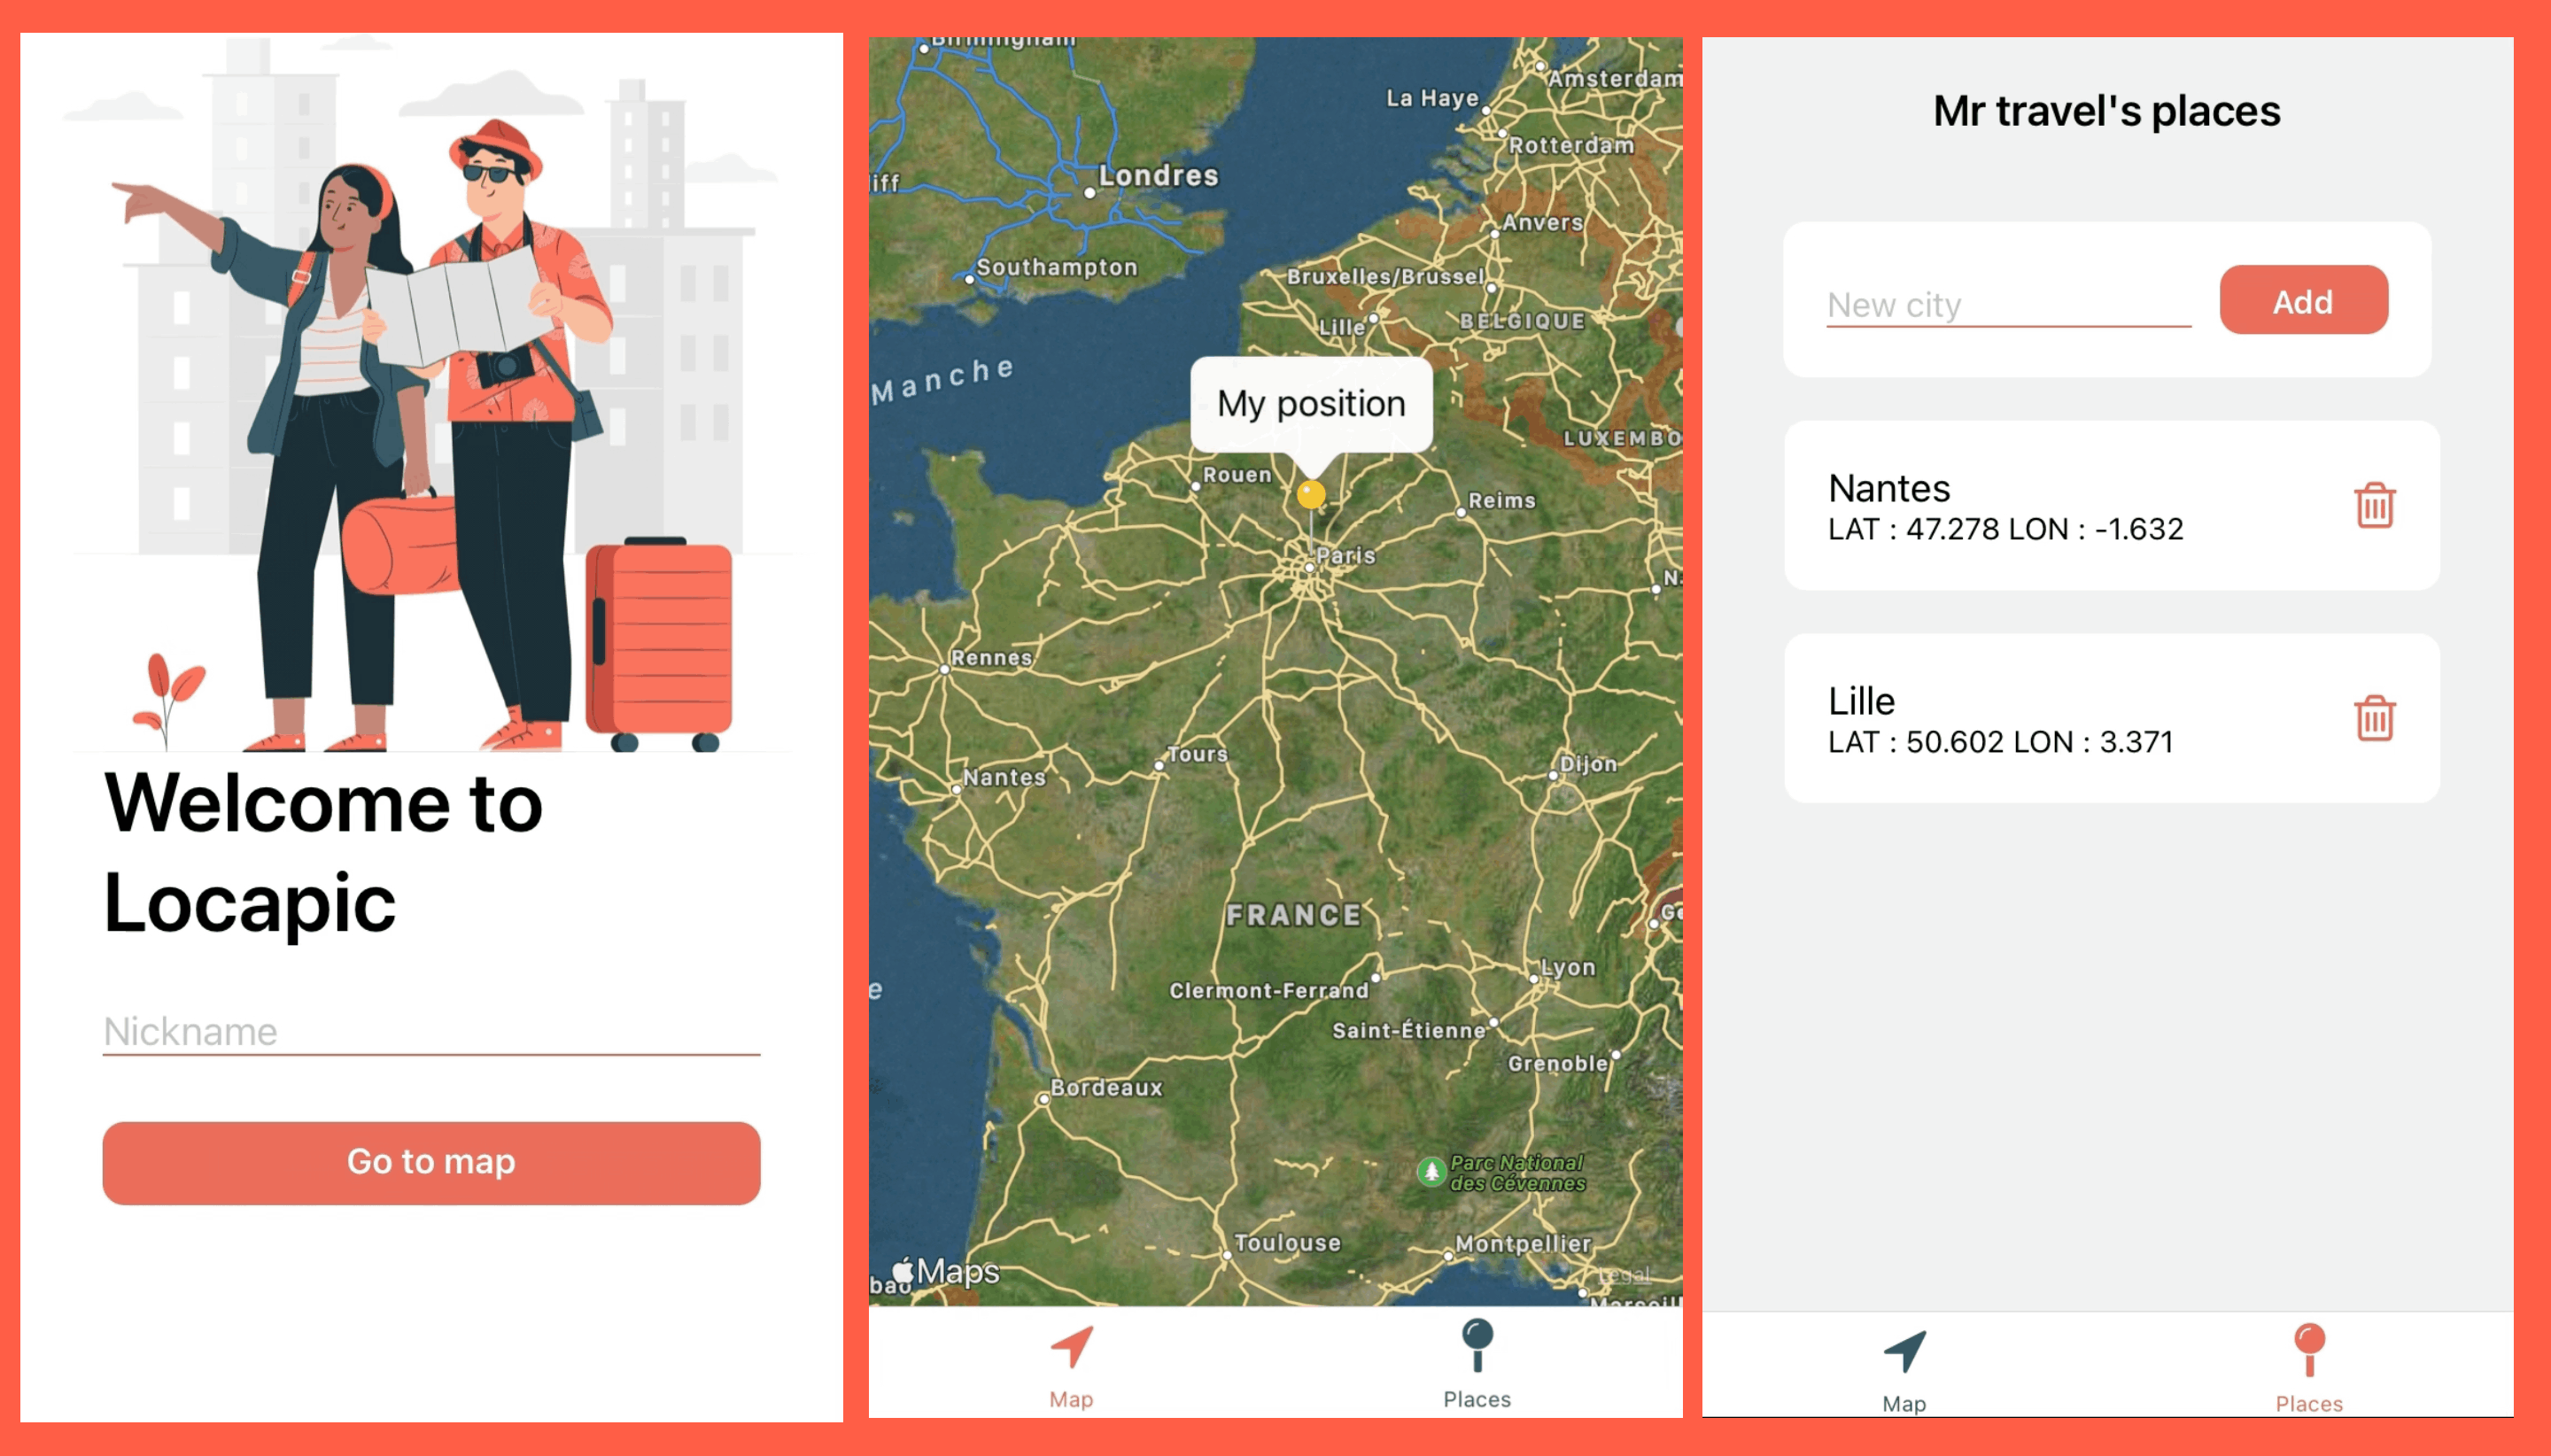 Welcome to
Locapic
Nickname
Go to map
Birmingham
Amsterdam
La Haye
Rotterdam
iff
Londres
Anvers
Southampton
Bruxelles/Brussel
Lille
BELGIQUE
Manche
My position
LUXEMBO
Rouen
Reims
Paris
N.
Rennes
Tours
Nantes
Dijon
FRANCE
Ge
Lyon
e
Clermont-Ferrand
Saint-Étienne
Grenoble
Bordeaux
Parc National
des Cévennes
Toulouse
Montpellier
Maps
Legal
bao
Marseill
Map
Places
Mr travel's places
New city
Add
Nantes
LAT : 47.278 LON : -1.632
Lille
LAT : 50.602 LON : 3.371
Map
Places